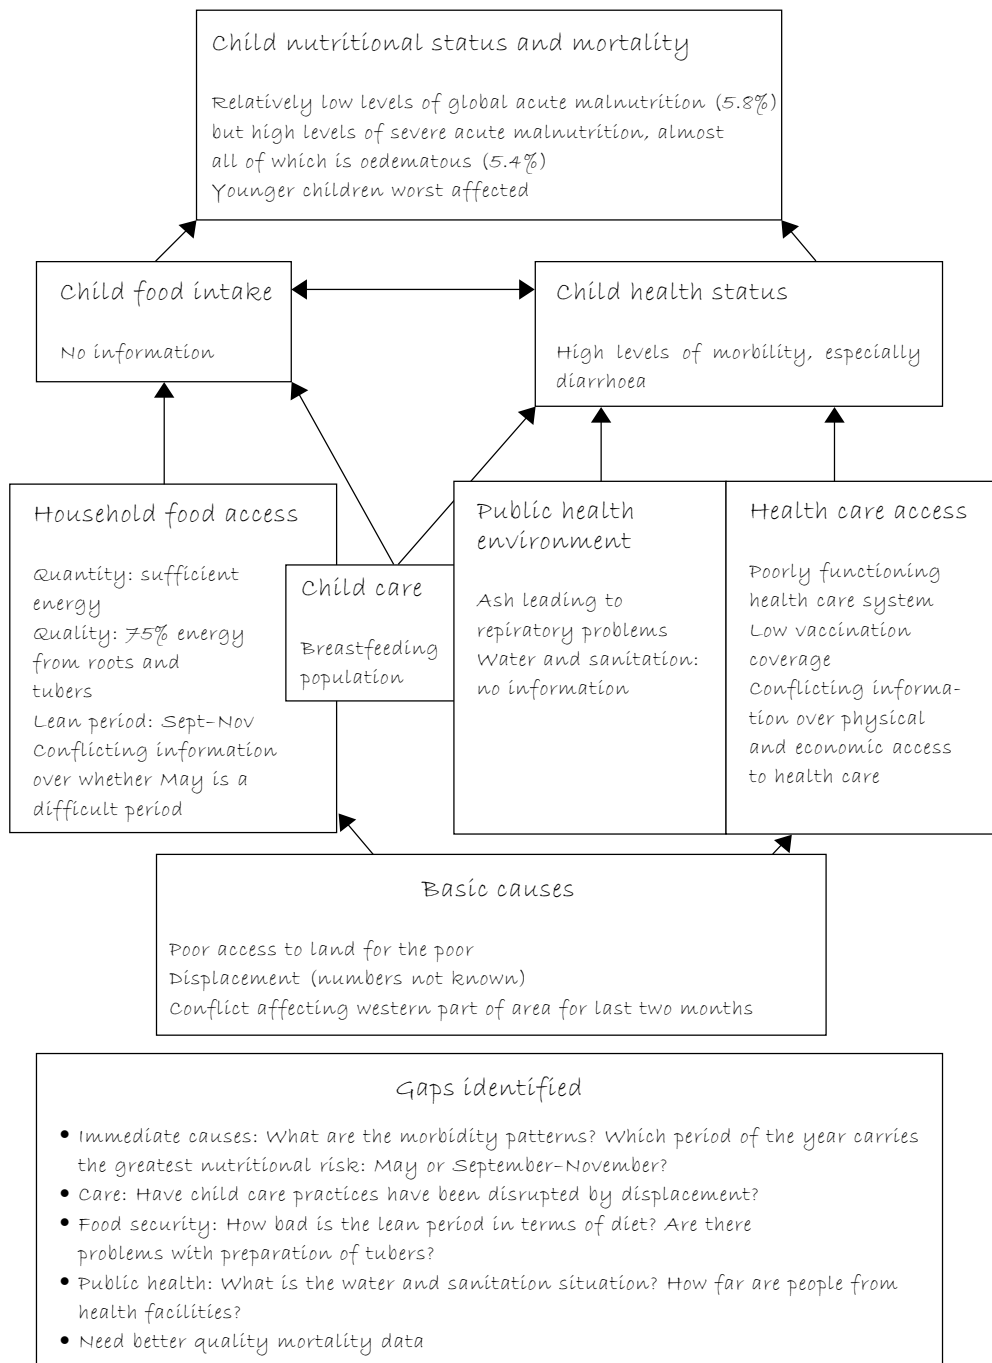 Child nutritional status and mortality
Relatively low levels of global acute malnutrition (5.8%)
but high levels of severe acute malnutrition, almost
all of which is oedematous (5.4%)
Younger children worst affected
Child food intake
No information
Child health status
High levels of morbility, especially
diarrhoea
Household food access
Quantity: sufficient
energy
Quality: 75% energy
from roots and
tubers
Lean period: Sept-Nov
Conflicting information
over whether May is a
difficult period
Child care
Breastfeeding
population
Public health
environment
Ash leading to
repiratory problems
Water and sanitation:
no information
Health care access
Poorly functioning
health care system
Low vaccination
coverage
Conflicting informa-
tion over physical
and economic access
to health care
Basic causes
Poor access to land for the poor
Displacement (numbers not known)
Conflict affecting western part of area for last two months
Gaps identified
• Immediate causes: What are the morbidity patterns? Which period of the year carries
the greatest nutritional risk: May or September-November?
• Care: Have child care practices have been disrupted by displacement?
• Food security: How bad is the lean period in terms of diet? Are there
problems with preparation of tubers?
• Public health: What is the water and sanitation situation? How far are people from
health facilities?
• Need better quality mortality data